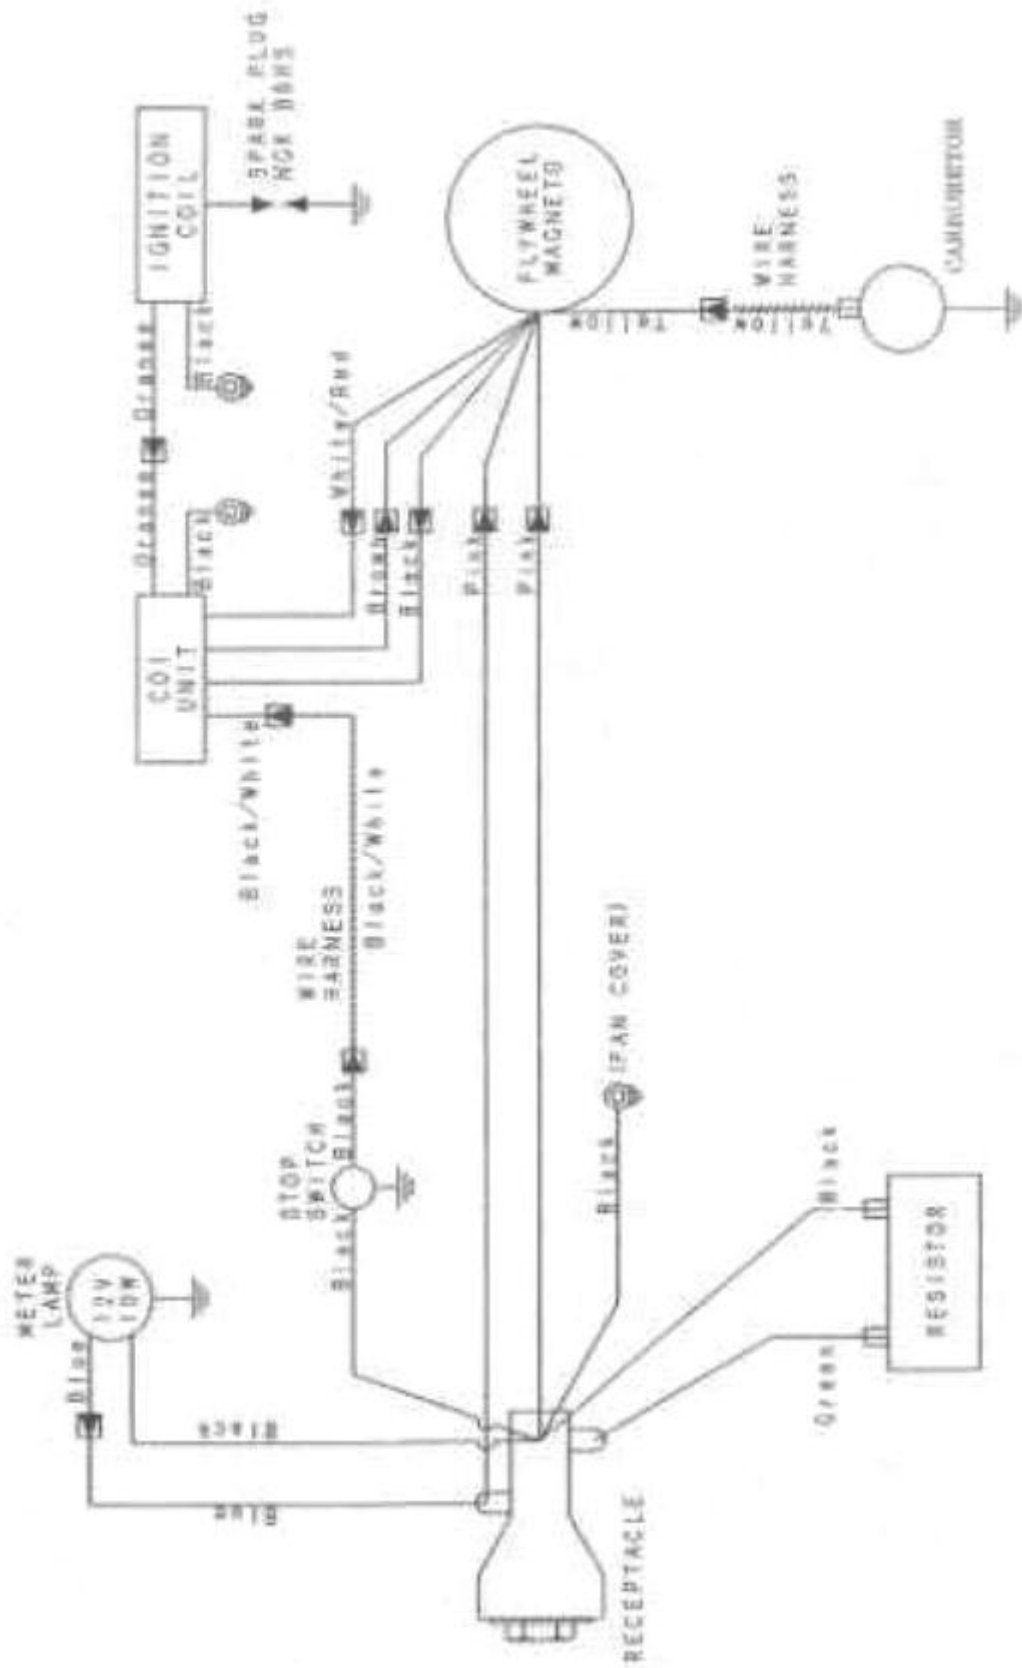 METER
LAMP
12V
10W
Blue
Black
Blue
STOP
SWITCH
Black
Black
WIRE
HARNESS
Black/White
Black/White
CDI
UNIT
Orange
Orange
Black
Black
IGNITION
COIL
SPARK PLUG
NGK
White/Red
Brown
Black
Pink
Pink
FLYWHEEL
MAGNETO
Yellow
Yellow
WIRE
HARNESS
CARBURETOR
RECEPTACLE
Black
(FAN COVER)
Green
Black
RESISTOR